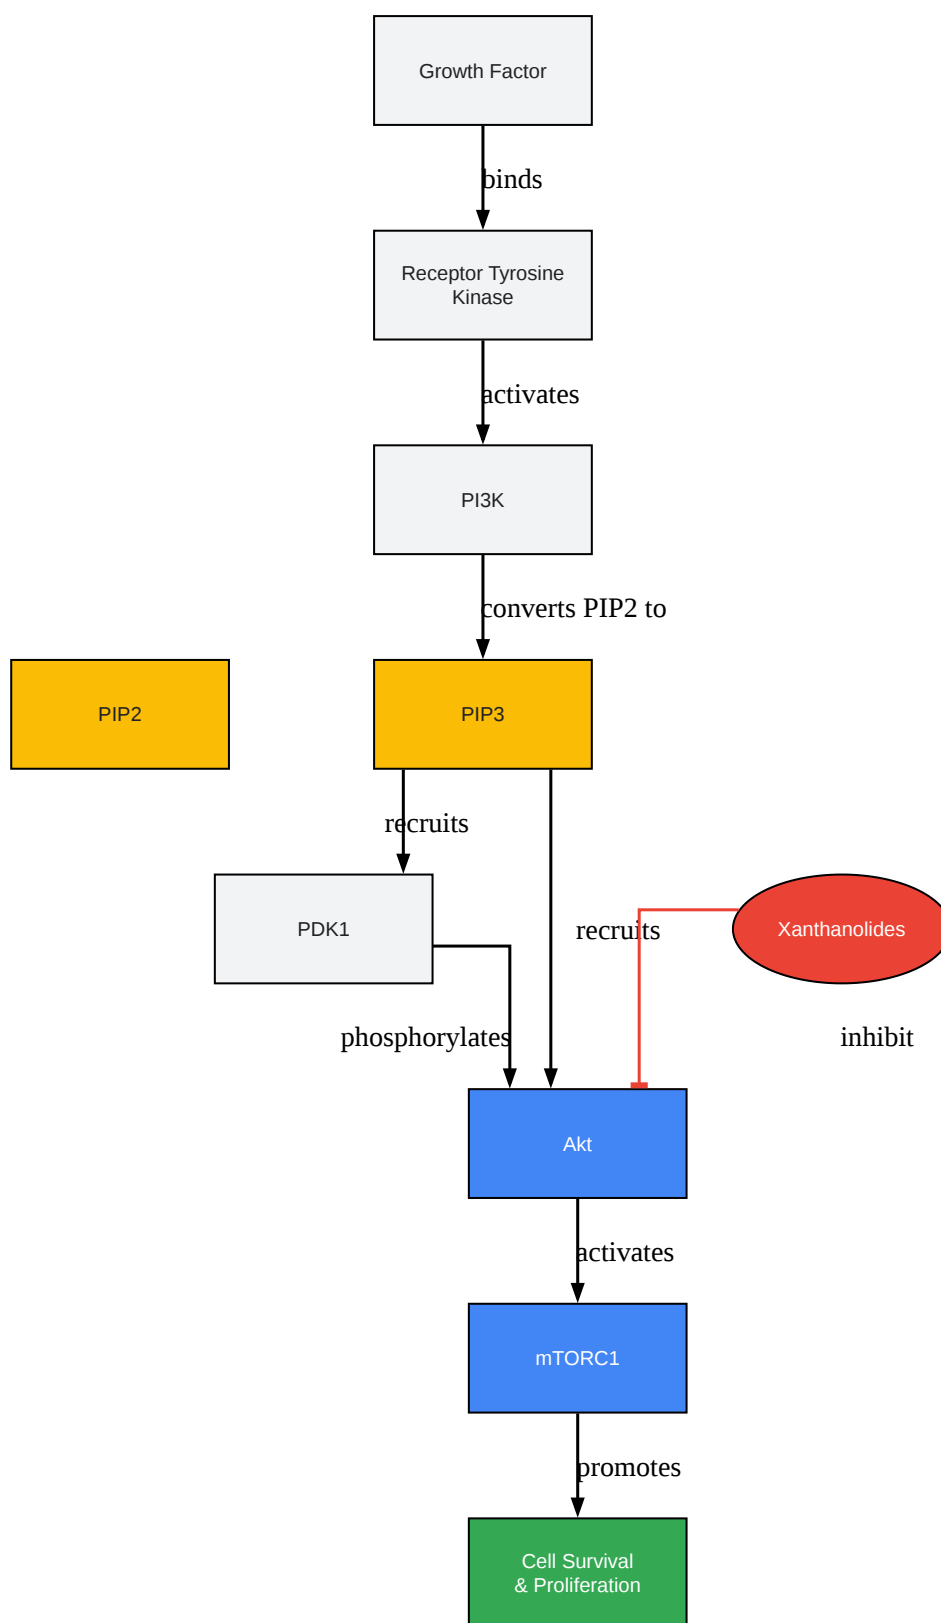 Growth Factor
binds
Receptor Tyrosine
Kinase
activates
PI3K
converts PIP2 to
PIP2
PIP3
recruits
PDK1
recruits
Xanthanolides
phosphorylates
inhibit
Akt
activates
mTORC1
promotes
Cell Survival
& Proliferation